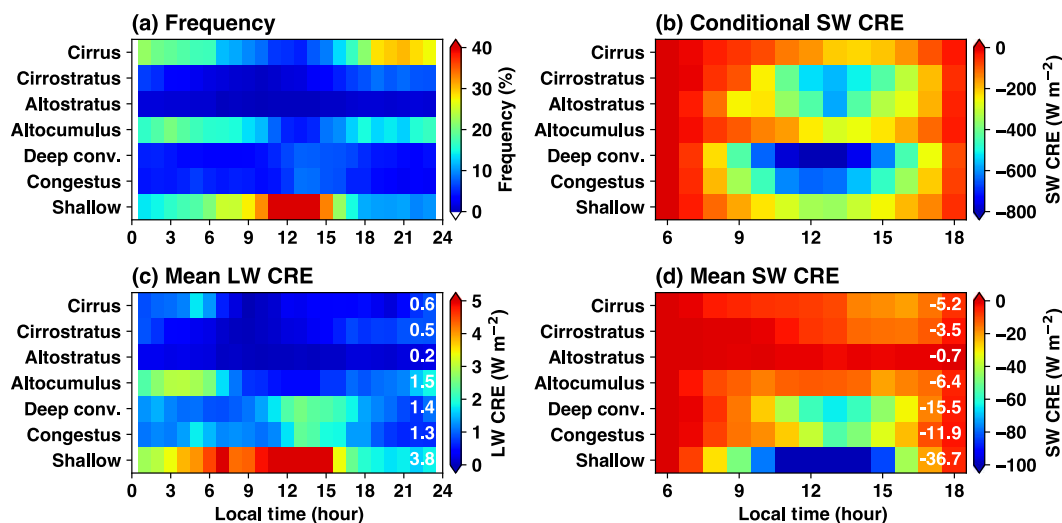 (a) Frequency
Cirrus
Cirrostratus
Altostratus
Altocumulus
Deep conv.
Congestus
Shallow
0 3 6 9 12 15 18 21 24
40
30
20
10
0
Frequency (%)
(b) Conditional SW CRE
Cirrus
Cirrostratus
Altostratus
Altocumulus
Deep conv.
Congestus
Shallow
6 9 12 15 18
0
−200
−400
−600
−800
SW CRE (W m−2)
(c) Mean LW CRE
Cirrus 0.6
Cirrostratus 0.5
Altostratus 0.2
Altocumulus 1.5
Deep conv. 1.4
Congestus 1.3
Shallow 3.8
0 3 6 9 12 15 18 21 24
Local time (hour)
5
4
3
2
1
0
LW CRE (W m−2)
(d) Mean SW CRE
Cirrus -5.2
Cirrostratus -3.5
Altostratus -0.7
Altocumulus -6.4
Deep conv. -15.5
Congestus -11.9
Shallow -36.7
6 9 12 15 18
Local time (hour)
0
−20
−40
−60
−80
−100
SW CRE (W m−2)